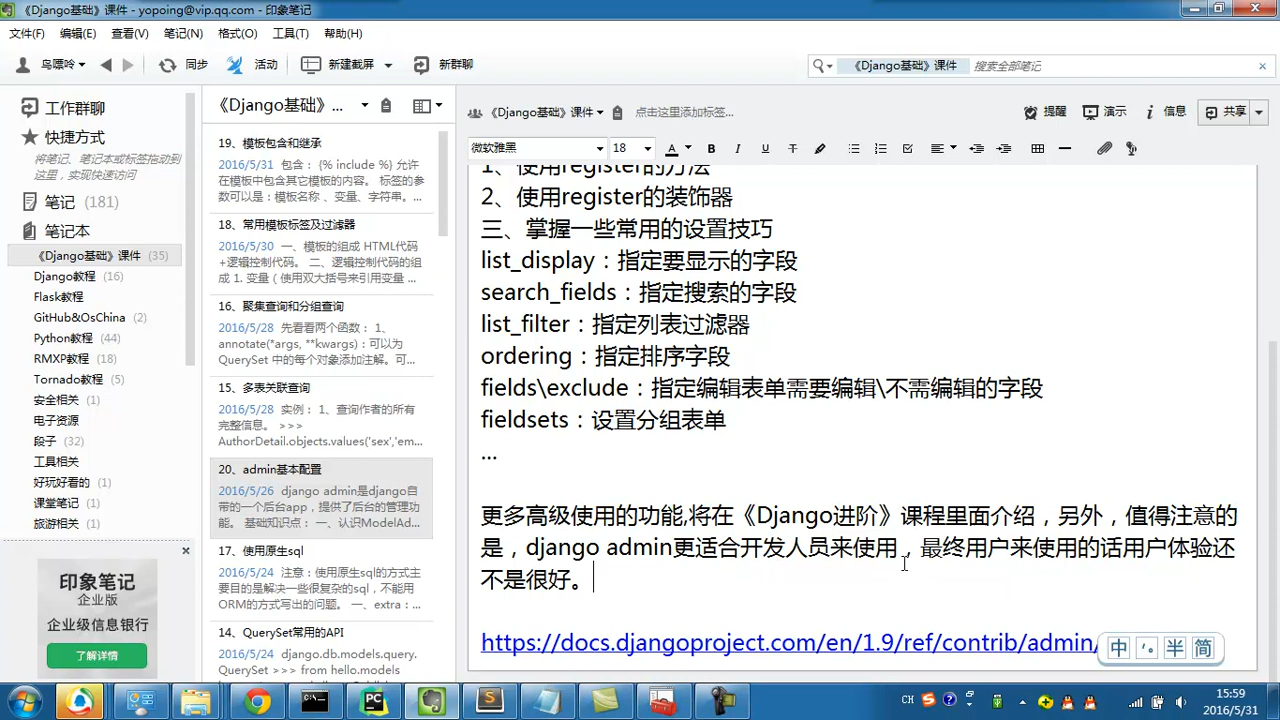 《Django基础》课件 - yopoing@vip.qq.com - 印象笔记
文件(F) 编辑(E) 查看(V) 笔记(N) 格式(O) 工具(T) 帮助(H)
鸟嘌呤 同步 活动 新建截屏 新群聊 《Django基础》课件 搜索全部笔记
工作群聊
快捷方式
将笔记、笔记本或标签拖动到
这里，实现快速访问
笔记 (181)
笔记本
《Django基础》课件 (35)
Django教程 (16)
Flask教程
GitHub&OsChina (2)
Python教程 (44)
RMXP教程 (18)
Tornado教程 (5)
安全相关 (1)
电子资源
段子 (32)
工具相关
好玩好看的 (1)
课堂笔记 (1)
旅游相关 (1)
印象笔记
企业版
企业级信息银行
了解详情
《Django基础》...
19、模板包含和继承
2016/5/31 包含： {% include %} 允许
在模板中包含其它模板的内容。 标签的参
数可以是：模板名称 、变量、字符串。...
18、常用模板标签及过滤器
2016/5/30 一、模板的组成 HTML代码
+逻辑控制代码。 二、逻辑控制代码的组
成 1. 变量（使用双大括号来引用变量 ...
16、聚集查询和分组查询
2016/5/28 先看看两个函数： 1、
annotate(*args, **kwargs)：可以为
QuerySet 中的每个对象添加注解。可...
15、多表关联查询
2016/5/28 实例： 1、查询作者的所有
完整信息。 >>>
AuthorDetail.objects.values('sex','em...
20、admin基本配置
2016/5/26 django admin是django自
带的一个后台app，提供了后台的管理功
能。 基础知识点： 一、认识ModelAd...
17、使用原生sql
2016/5/24 注意：使用原生sql的方式主
要目的是解决一些很复杂的sql，不能用
ORM的方式写出的问题。 一、extra：...
14、QuerySet常用的API
2016/5/24 django.db.models.query.
QuerySet >>> from hello.models
《Django基础》课件 点击这里添加标签... 提醒 演示 信息 共享
微软雅黑 18 A B I U T
1、使用register的方法
2、使用register的装饰器
三、掌握一些常用的设置技巧
list_display：指定要显示的字段
search_fields：指定搜索的字段
list_filter：指定列表过滤器
ordering：指定排序字段
fields\exclude：指定编辑表单需要编辑\不需编辑的字段
fieldsets：设置分组表单
...
更多高级使用的功能,将在《Django进阶》课程里面介绍，另外，值得注意的
是，django admin更适合开发人员来使用，最终用户来使用的话用户体验还
不是很好。
https://docs.djangoproject.com/en/1.9/ref/contrib/admin/
中 半 简
CH 15:59
2016/5/31